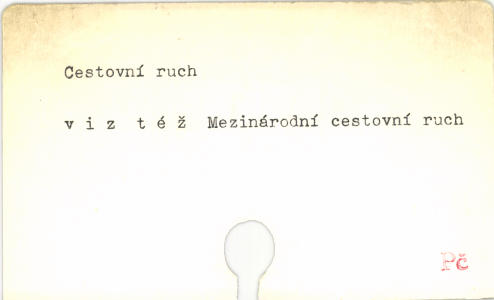 Cestovní ruch
v i z  t é ž  Mezinárodní cestovní ruch
Pč